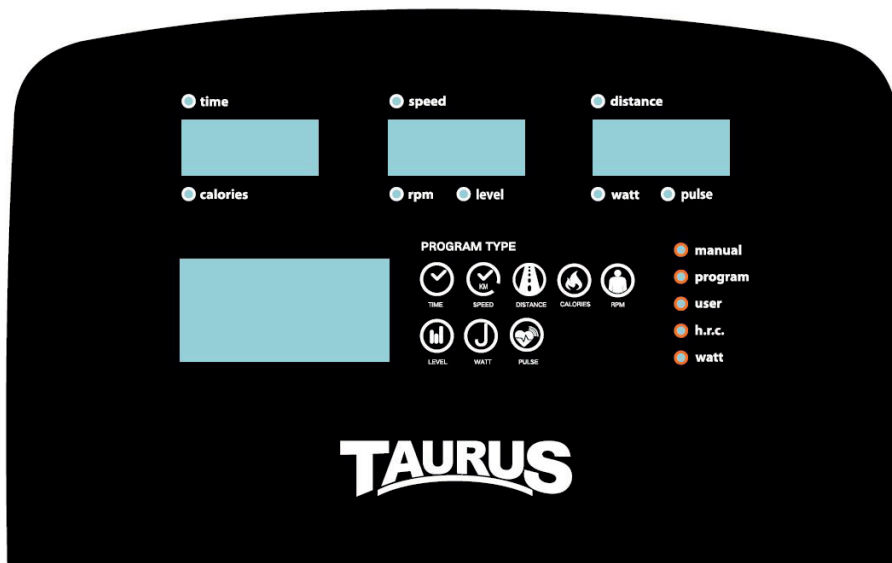 time speed distance
calories rpm level watt pulse
PROGRAM TYPE
KM
TIME SPEED DISTANCE CALORIES RPM
LEVEL WATT PULSE
manual
program
user
h.r.c.
watt
TAURUS